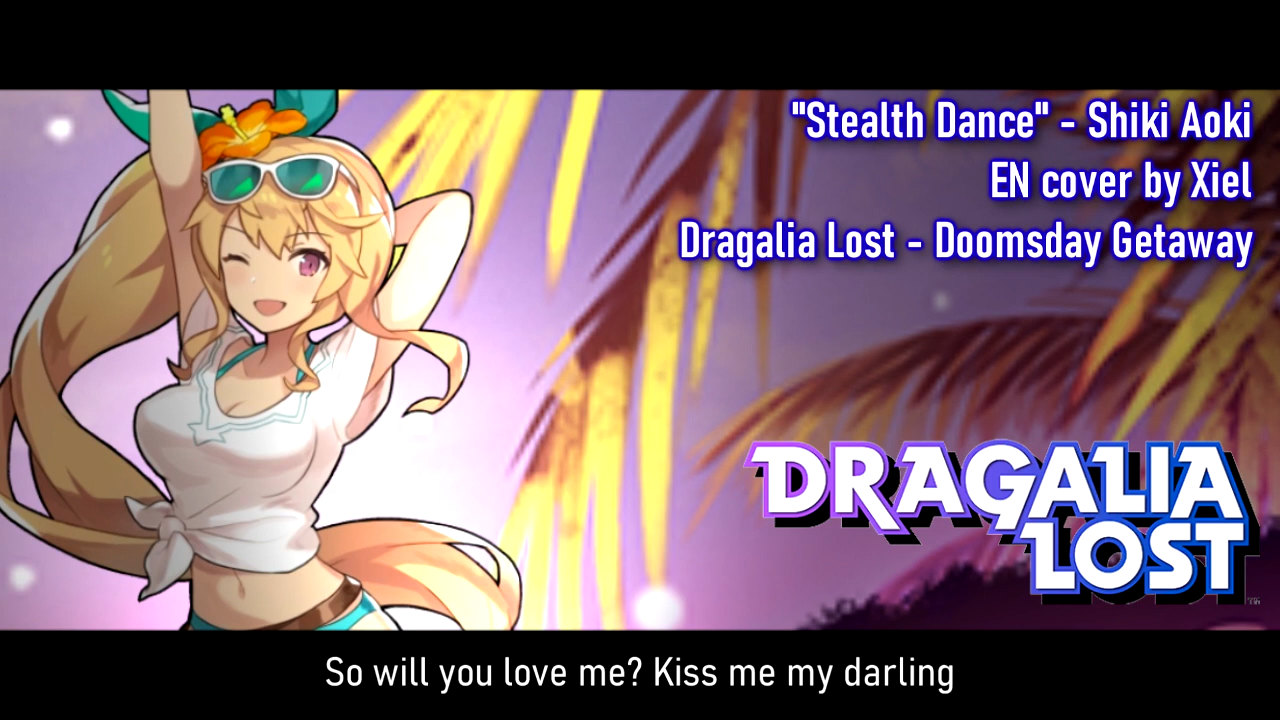 "Stealth Dance" - Shiki Aoki
EN cover by Xiel
Dragalia Lost - Doomsday Getaway
DRAGALIA
LOST
TM
So will you love me? Kiss me my darling